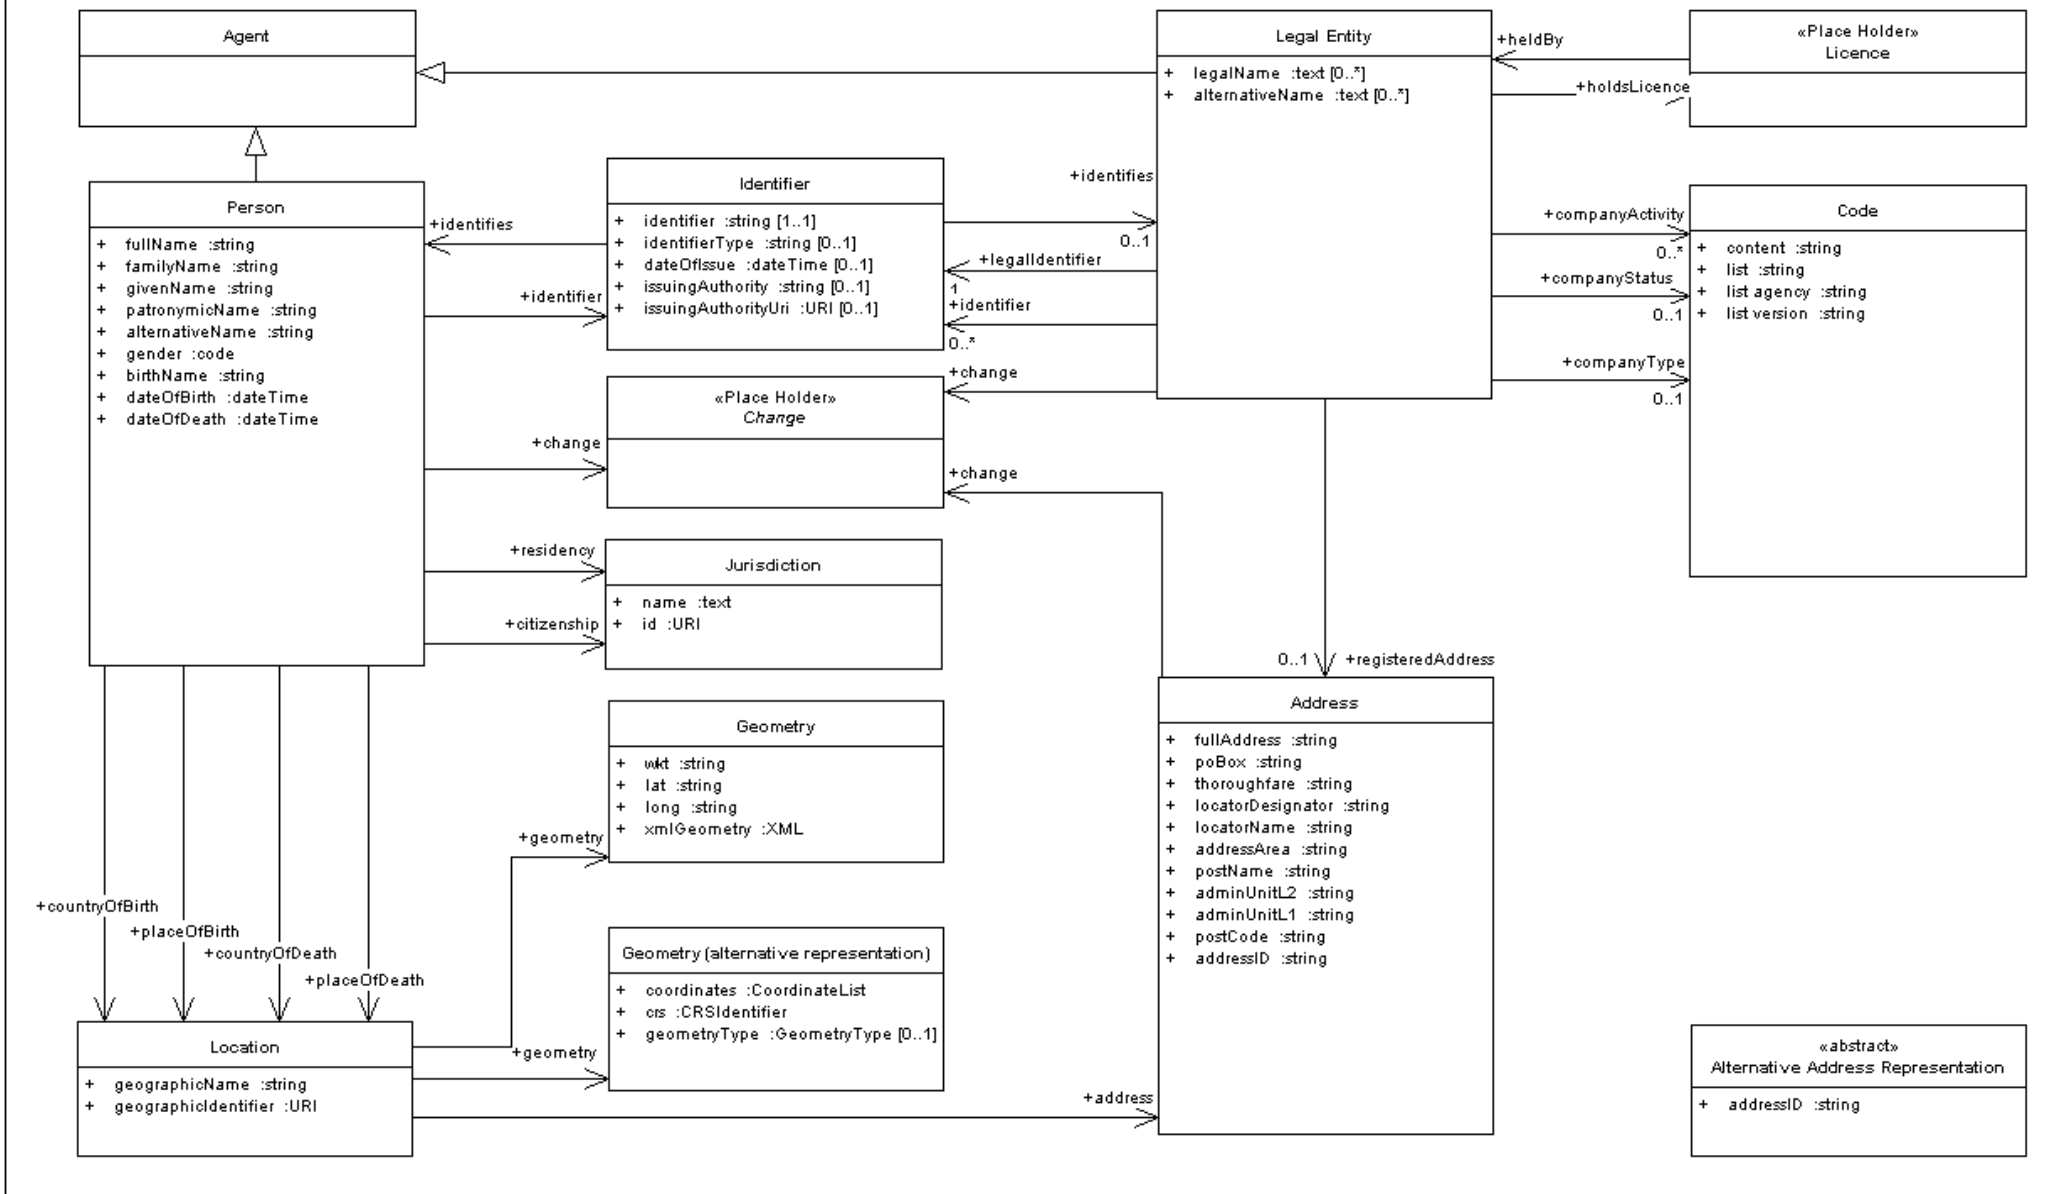 Agent
Legal Entity
+ legalName :text [0..*]
+ alternativeName :text [0..*]
+heldBy
+holdsLicence
«Place Holder»
Licence
Person
+ fullName :string
+ familyName :string
+ givenName :string
+ patronymicName :string
+ alternativeName :string
+ gender :code
+ birthName :string
+ dateOfBirth :dateTime
+ dateOfDeath :dateTime
+identifies
+identifier
Identifier
+ identifier :string [1..1]
+ identifierType :string [0..1]
+ dateOfIssue :dateTime [0..1]
+ issuingAuthority :string [0..1]
+ issuingAuthorityUri :URI [0..1]
+identifies
0..1
+legalIdentifier
1
+identifier
0..*
+change
+companyActivity
0..*
+companyStatus
0..1
+companyType
0..1
Code
+ content :string
+ list :string
+ list agency :string
+ list version :string
«Place Holder»
Change
+change
+change
+residency
+citizenship
Jurisdiction
+ name :text
+ id :URI
0..1
+registeredAddress
Geometry
+ wkt :string
+ lat :string
+ long :string
+ xmlGeometry :XML
+geometry
Address
+ fullAddress :string
+ poBox :string
+ thoroughfare :string
+ locatorDesignator :string
+ locatorName :string
+ addressArea :string
+ postName :string
+ adminUnitL2 :string
+ adminUnitL1 :string
+ postCode :string
+ addressID :string
+countryOfBirth
+placeOfBirth
+countryOfDeath
+placeOfDeath
Geometry (alternative representation)
+ coordinates :CoordinateList
+ crs :CRSIdentifier
+ geometryType :GeometryType [0..1]
Location
+ geographicName :string
+ geographicIdentifier :URI
+geometry
+address
«abstract»
Alternative Address Representation
+ addressID :string